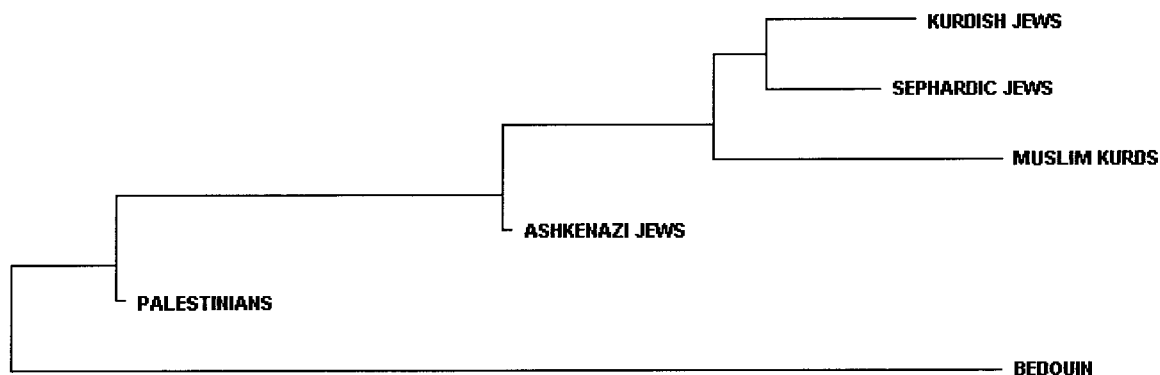 KURDISH JEWS
SEPHARDIC JEWS
MUSLIM KURDS
ASHKENAZI JEWS
PALESTINIANS
BEDOUIN